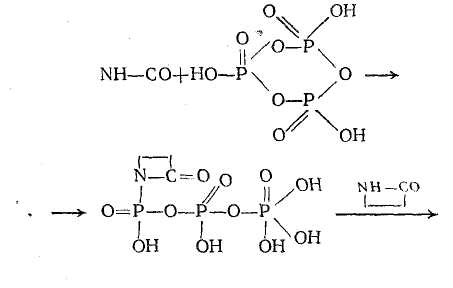 O OH
O O—P
NH—CO+HO—P O →
O—P
O OH
N—C=O O O OH
→ O=P—O—P—O—P NH—CO →
OH OH OH OH